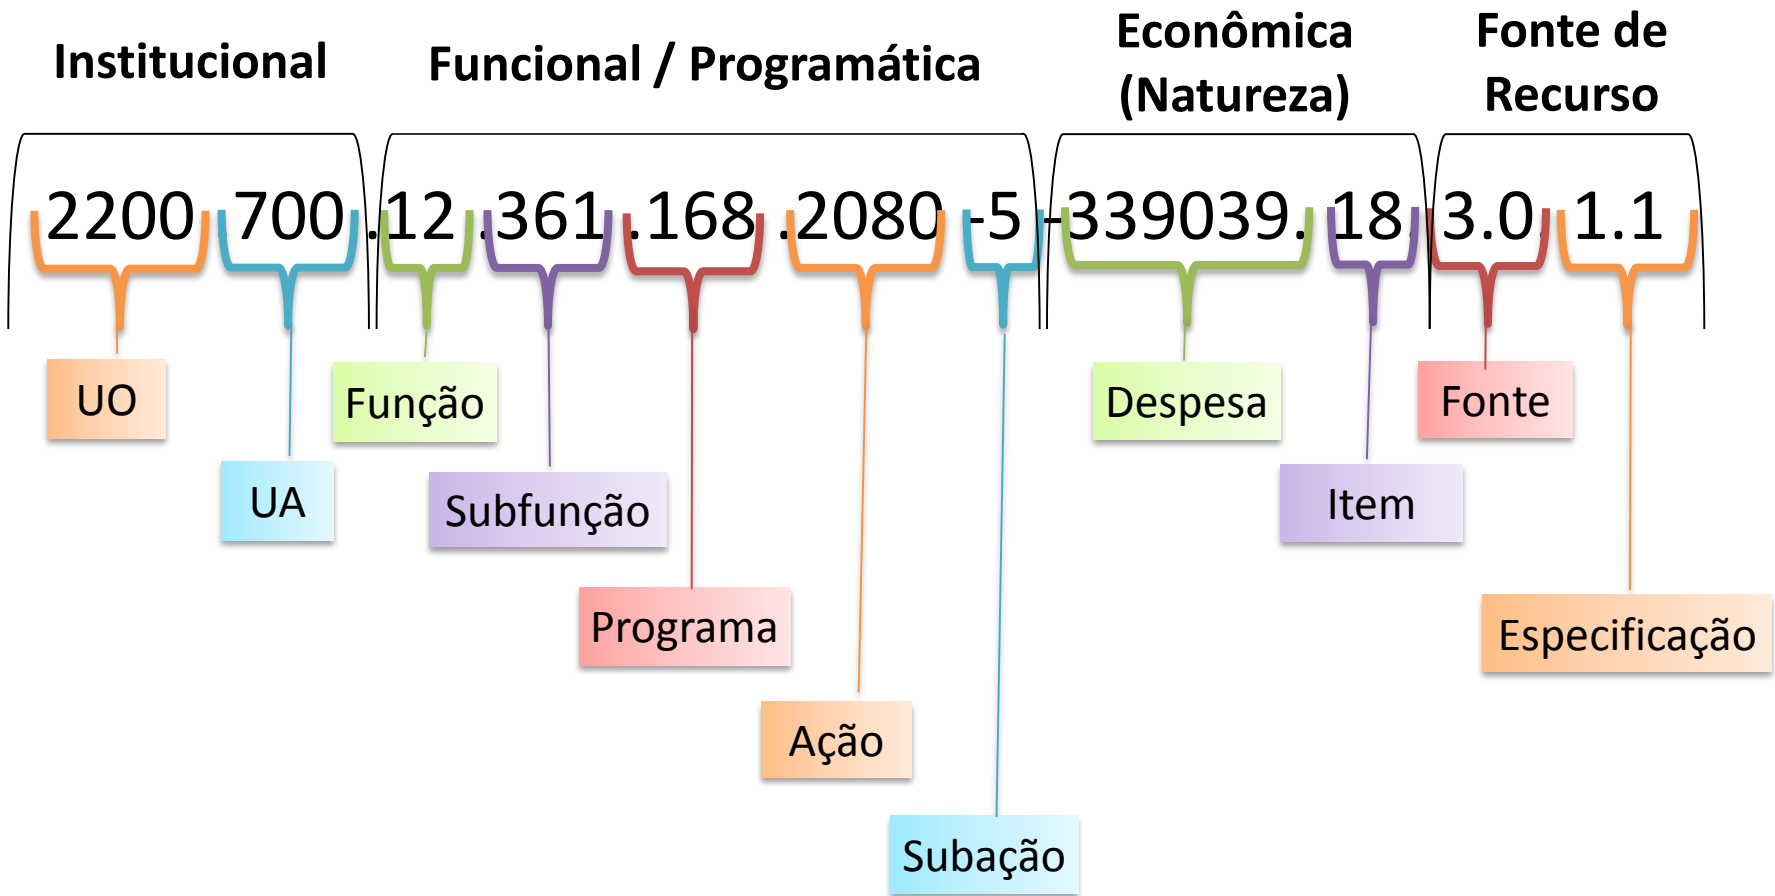 Institucional
Funcional / Programática
Econômica
(Natureza)
Fonte de
Recurso
2200.700.12.361.168.2080-5-339039.18.3.0.1.1
UO
Função
Despesa
Fonte
UA
Subfunção
Item
Programa
Especificação
Ação
Subação